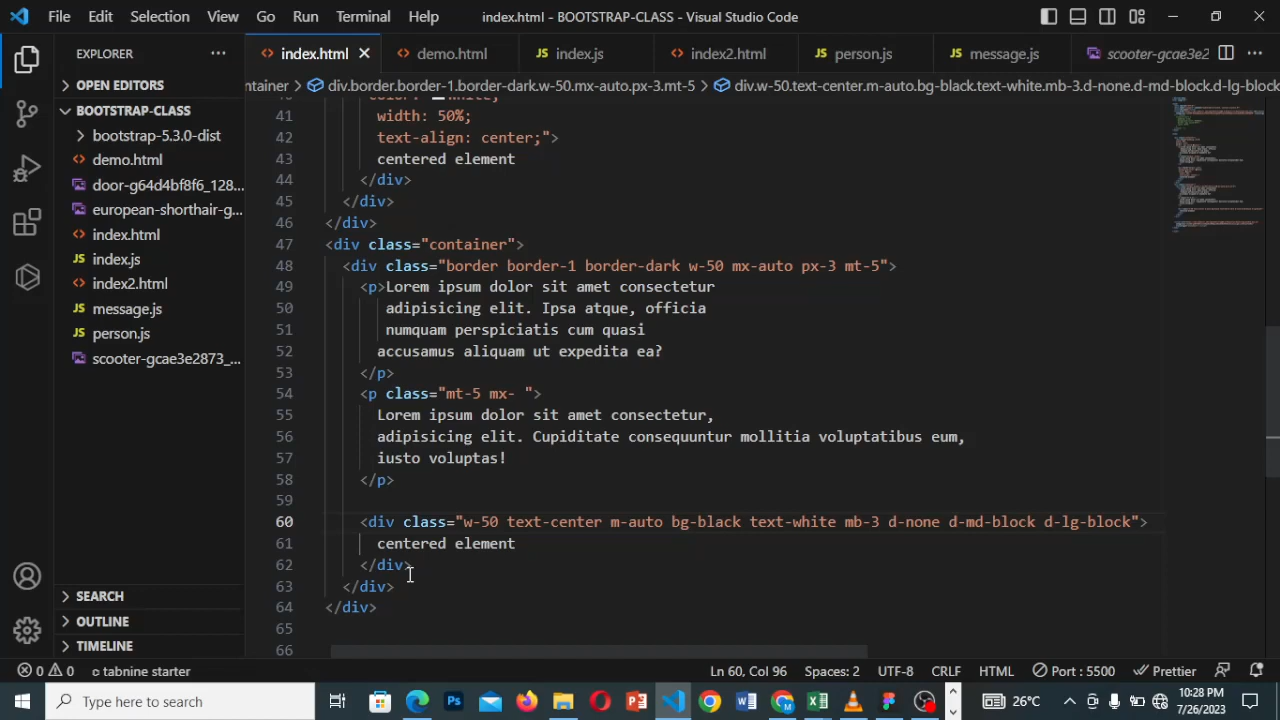 File Edit Selection View Go Run Terminal Help index.html - BOOTSTRAP-CLASS - Visual Studio Code
EXPLORER ... <> index.html × <> demo.html JS index.js <> index2.html JS person.js JS message.js scooter-gcae3e2 ...
OPEN EDITORS
BOOTSTRAP-CLASS
bootstrap-5.3.0-dist
<> demo.html
door-g64d4bf8f6_128...
european-shorthair-g...
<> index.html
JS index.js
<> index2.html
JS message.js
JS person.js
scooter-gcae3e2873_...
SEARCH
OUTLINE
TIMELINE
ntainer > div.border.border-1.border-dark.w-50.mx-auto.px-3.mt-5 > div.w-50.text-center.m-auto.bg-black.text-white.mb-3.d-none.d-md-block.d-lg-block
40 color: white;
41 width: 50%;
42 text-align: center;">
43 centered element
44 </div>
45 </div>
46 </div>
47 <div class="container">
48 <div class="border border-1 border-dark w-50 mx-auto px-3 mt-5">
49 <p>Lorem ipsum dolor sit amet consectetur
50 adipisicing elit. Ipsa atque, officia
51 numquam perspiciatis cum quasi
52 accusamus aliquam ut expedita ea?
53 </p>
54 <p class="mt-5 mx- ">
55 Lorem ipsum dolor sit amet consectetur,
56 adipisicing elit. Cupiditate consequuntur mollitia voluptatibus eum,
57 iusto voluptas!
58 </p>
59
60 <div class="w-50 text-center m-auto bg-black text-white mb-3 d-none d-md-block d-lg-block">
61 centered element
62 </div>
63 </div>
64 </div>
65
66
0 0 tabnine starter Ln 60, Col 96 Spaces: 2 UTF-8 CRLF HTML Port : 5500 Prettier
Type here to search 26°C 10:28 PM
7/26/2023